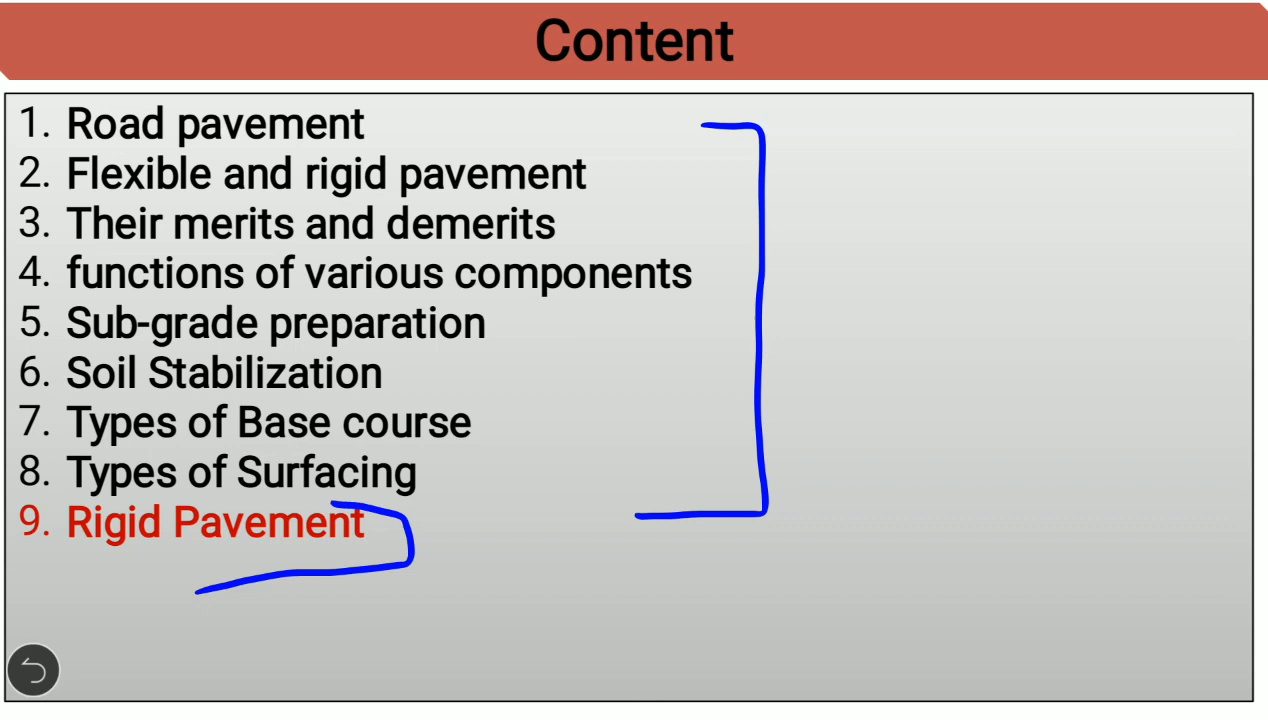 Content
1. Road pavement
2. Flexible and rigid pavement
3. Their merits and demerits
4. functions of various components
5. Sub-grade preparation
6. Soil Stabilization
7. Types of Base course
8. Types of Surfacing
9. Rigid Pavement